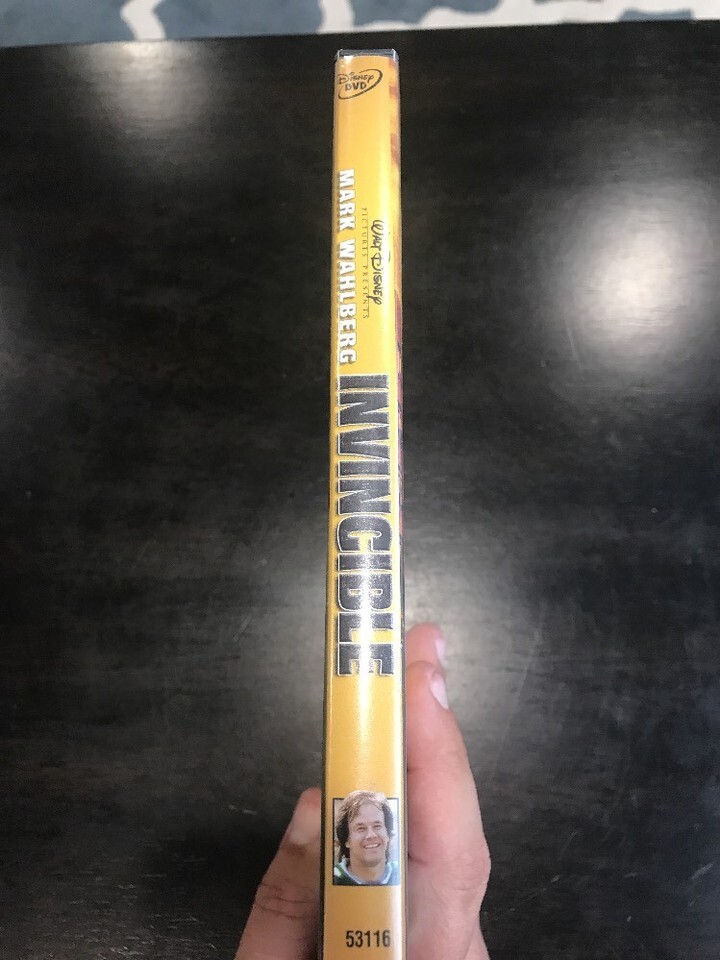 Disney
DVD
WALT DISNEY
PICTURES PRESENTS
MARK WAHLBERG
INVINCIBLE
53116